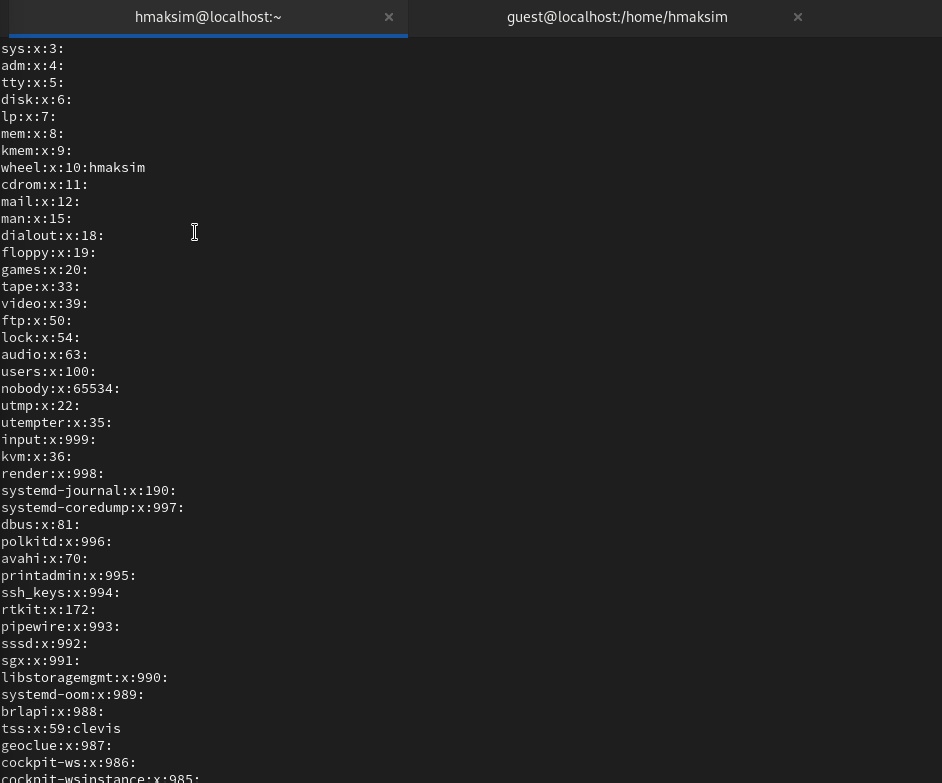 hmaksim@localhost:~ × guest@localhost:/home/hmaksim ×
sys:x:3:
adm:x:4:
tty:x:5:
disk:x:6:
lp:x:7:
mem:x:8:
kmem:x:9:
wheel:x:10:hmaksim
cdrom:x:11:
mail:x:12:
man:x:15:
dialout:x:18:
floppy:x:19:
games:x:20:
tape:x:33:
video:x:39:
ftp:x:50:
lock:x:54:
audio:x:63:
users:x:100:
nobody:x:65534:
utmp:x:22:
utempter:x:35:
input:x:999:
kvm:x:36:
render:x:998:
systemd-journal:x:190:
systemd-coredump:x:997:
dbus:x:81:
polkitd:x:996:
avahi:x:70:
printadmin:x:995:
ssh_keys:x:994:
rtkit:x:172:
pipewire:x:993:
sssd:x:992:
sgx:x:991:
libstoragemgmt:x:990:
systemd-oom:x:989:
brlapi:x:988:
tss:x:59:clevis
geoclue:x:987:
cockpit-ws:x:986:
cockpit-wsinstance:x:985: